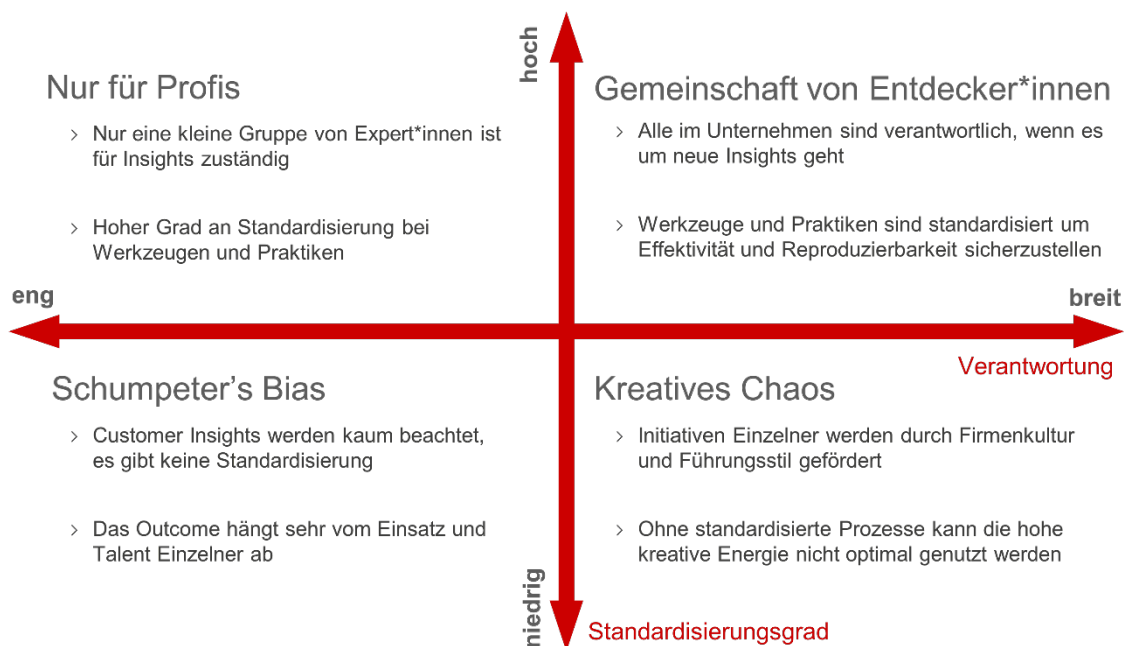 hoch
Nur für Profis
> Nur eine kleine Gruppe von Expert*innen ist
für Insights zuständig
> Hoher Grad an Standardisierung bei
Werkzeugen und Praktiken
Gemeinschaft von Entdecker*innen
> Alle im Unternehmen sind verantwortlich, wenn es
um neue Insights geht
> Werkzeuge und Praktiken sind standardisiert um
Effektivität und Reproduzierbarkeit sicherzustellen
eng
breit
Verantwortung
Schumpeter's Bias
> Customer Insights werden kaum beachtet,
es gibt keine Standardisierung
> Das Outcome hängt sehr vom Einsatz und
Talent Einzelner ab
Kreatives Chaos
> Initiativen Einzelner werden durch Firmenkultur
und Führungsstil gefördert
> Ohne standardisierte Prozesse kann die hohe
kreative Energie nicht optimal genutzt werden
niedrig
Standardisierungsgrad